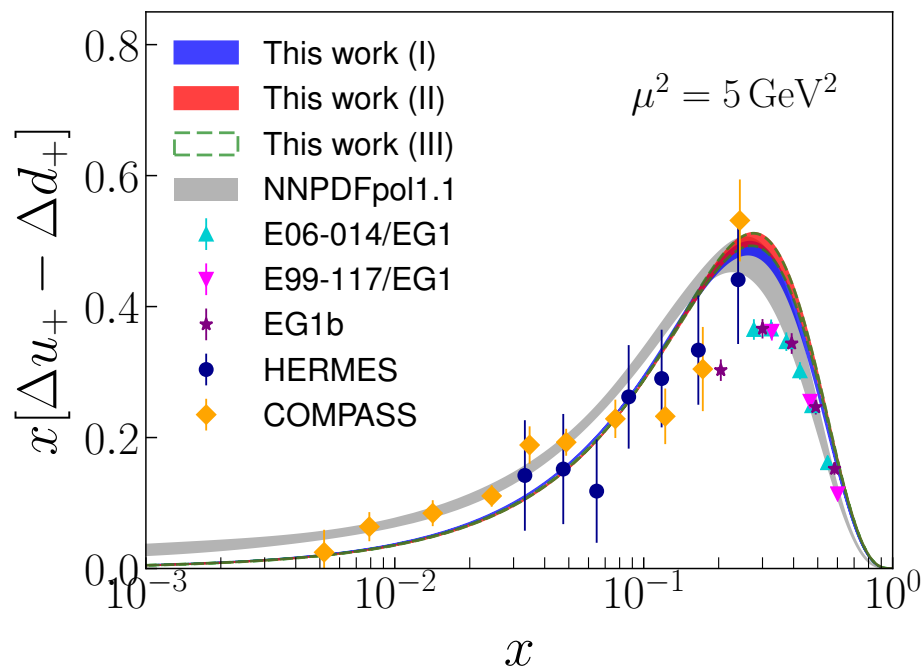 0.8
0.6
0.4
0.2
0.0
x[Δu₊ − Δd₊]
This work (I)
This work (II)
This work (III)
NNPDFpol1.1
E06-014/EG1
E99-117/EG1
EG1b
HERMES
COMPASS
μ² = 5 GeV²
10⁻³ 10⁻² 10⁻¹ 10⁰
x